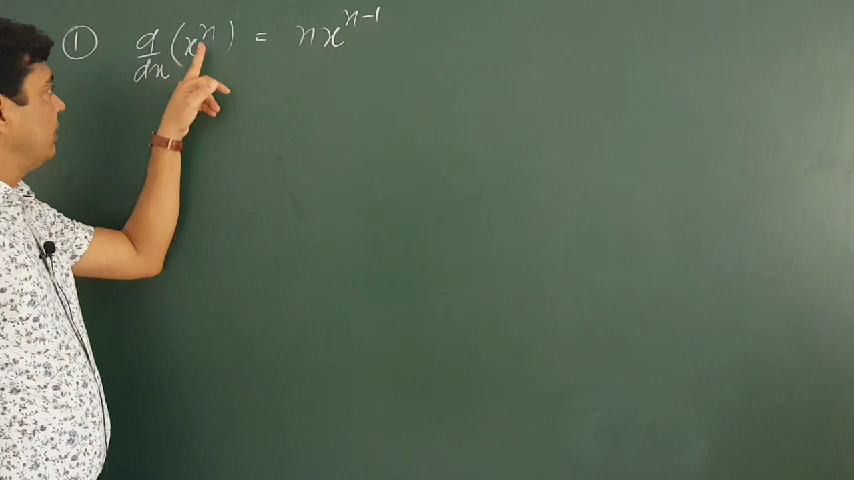 ① d/dx (xⁿ) = n xⁿ⁻¹